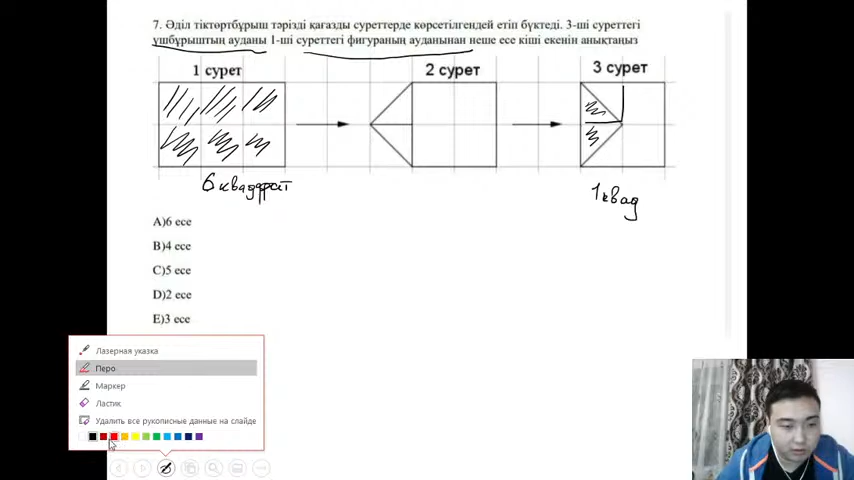 7. Әділ тіктөртбұрыш тәрізді қағазды суреттерде көрсетілгендей етіп бүктеді. 3-ші суреттегі
үшбұрыштың ауданы 1-ші суреттегі фигураның ауданынан неше есе кіші екенін анықтаңыз
1 сурет
2 сурет
3 сурет
6 квадрат
1 квад
A)6 есе
B)4 есе
C)5 есе
D)2 есе
E)3 есе
Лазерная указка
Перо
Маркер
Ластик
Удалить все рукописные данные на слайде